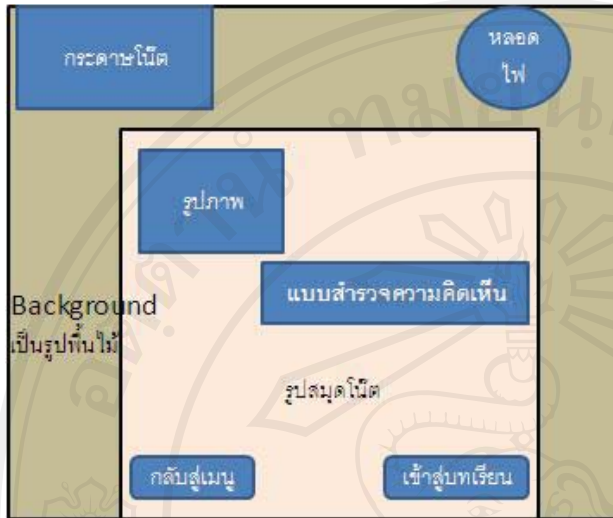 กระดาษโน๊ต
หลอด
ไฟ
รูปภาพ
แบบสำรวจความคิดเห็น
Background
เป็นรูปพื้นไม้
รูปสมุดโน๊ต
กลับสู่เมนู
เข้าสู่บทเรียน